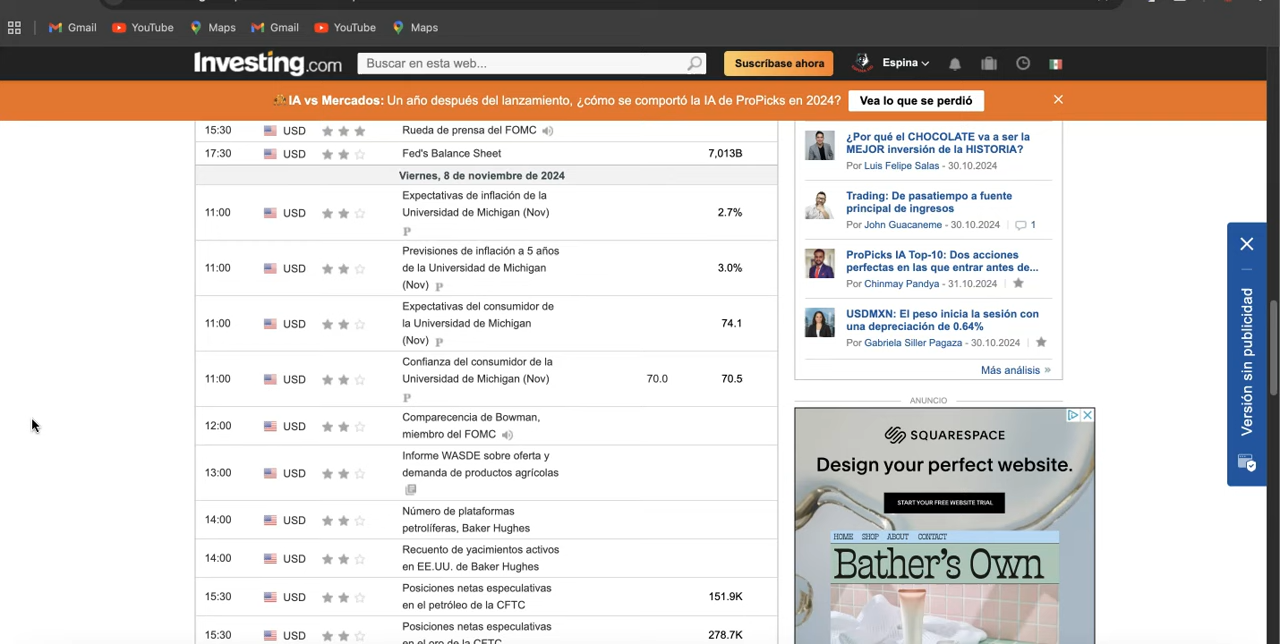 Gmail YouTube Maps Gmail YouTube Maps
Investing.com Buscar en esta web... Suscríbase ahora Espina
IA vs Mercados: Un año después del lanzamiento, ¿cómo se comportó la IA de ProPicks en 2024? Vea lo que se perdió
15:30 USD Rueda de prensa del FOMC
17:30 USD Fed's Balance Sheet 7,013B
Viernes, 8 de noviembre de 2024
11:00 USD Expectativas de inflación de la
Universidad de Michigan (Nov) 2.7%
11:00 USD Previsiones de inflación a 5 años
de la Universidad de Michigan 3.0%
(Nov)
11:00 USD Expectativas del consumidor de
la Universidad de Michigan 74.1
(Nov)
11:00 USD Confianza del consumidor de la
Universidad de Michigan (Nov) 70.0 70.5
12:00 USD Comparecencia de Bowman,
miembro del FOMC
13:00 USD Informe WASDE sobre oferta y
demanda de productos agrícolas
14:00 USD Número de plataformas
petrolíferas, Baker Hughes
14:00 USD Recuento de yacimientos activos
en EE.UU. de Baker Hughes
15:30 USD Posiciones netas especulativas
en el petróleo de la CFTC 151.9K
15:30 USD Posiciones netas especulativas
en el oro de la CFTC 278.7K
¿Por qué el CHOCOLATE va a ser la
MEJOR inversión de la HISTORIA?
Por Luis Felipe Salas - 30.10.2024
Trading: De pasatiempo a fuente
principal de ingresos
Por John Guacaneme - 30.10.2024 1
ProPicks IA Top-10: Dos acciones
perfectas en las que entrar antes de...
Por Chinmay Pandya - 31.10.2024
USDMXN: El peso inicia la sesión con
una depreciación de 0.64%
Por Gabriela Siller Pagaza - 30.10.2024
Más análisis »
ANUNCIO
SQUARESPACE
Design your perfect website.
START YOUR FREE WEBSITE TRIAL
HOME SHOP ABOUT CONTACT
Bather's Own
Versión sin publicidad